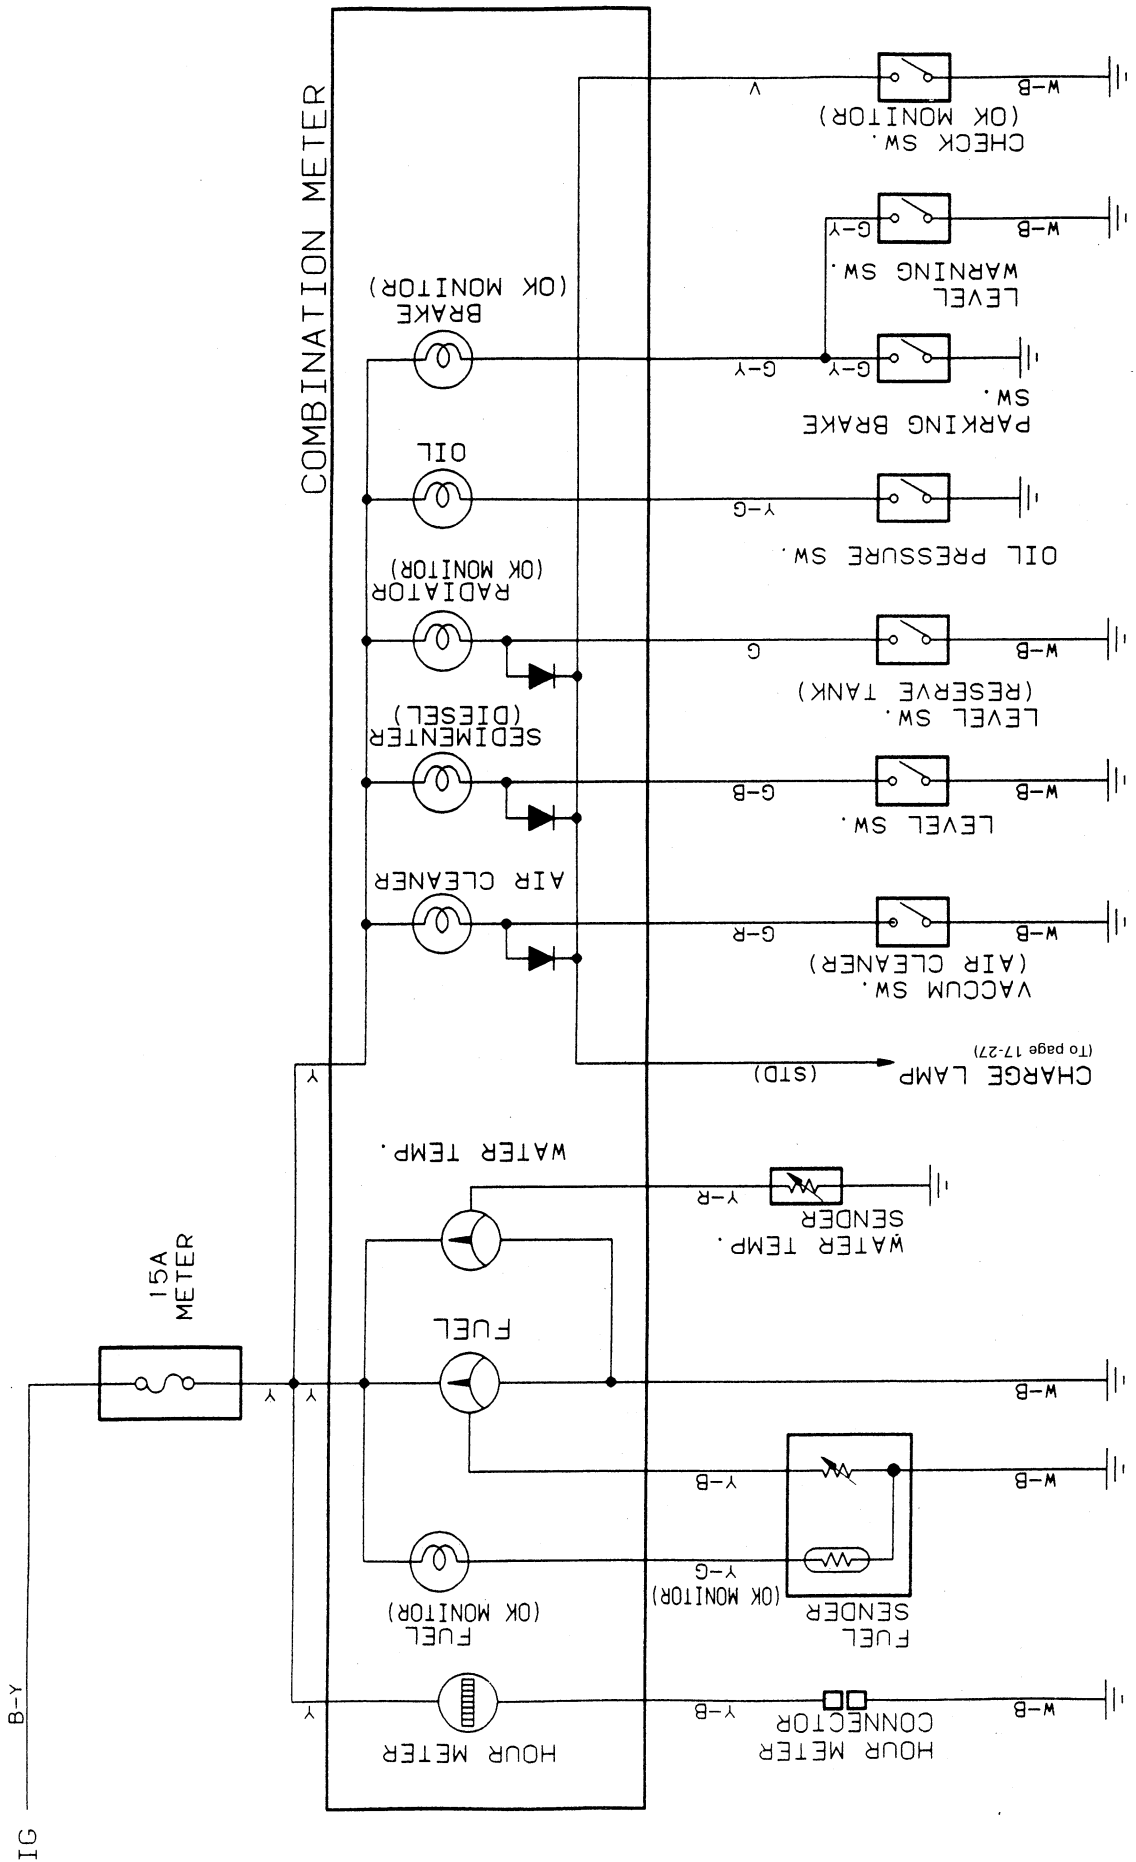 IG
B-Y
15A
METER
COMBINATION METER
HOUR METER
Y
Y-B
HOUR METER
CONNECTOR
W-B
FUEL
(OK MONITOR)
Y-G
(OK MONITOR)
FUEL
SENDER
Y-B
W-B
FUEL
Y
Y
W-B
WATER TEMP.
Y-R
WATER TEMP.
SENDER
Y
(STD)
CHARGE LAMP
(To page 17-27)
AIR CLEANER
G-R
VACCUM SW.
(AIR CLEANER)
W-B
SEDIMENTER
(DIESEL)
G-B
LEVEL SW.
W-B
RADIATOR
(OK MONITOR)
G
LEVEL SW.
(RESERVE TANK)
W-B
OIL
Y-G
OIL PRESSURE SW.
BRAKE
(OK MONITOR)
G-Y
G-Y
PARKING BRAKE
SW.
G-Y
LEVEL
WARNING SW.
W-B
V
CHECK SW.
(OK MONITOR)
W-B